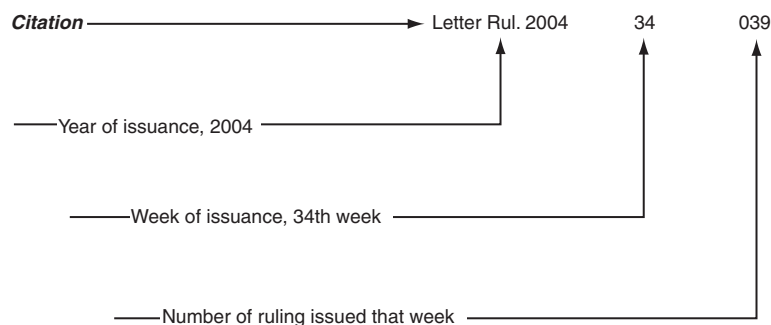 Citation Letter Rul. 2004 34 039
Year of issuance, 2004
Week of issuance, 34th week
Number of ruling issued that week